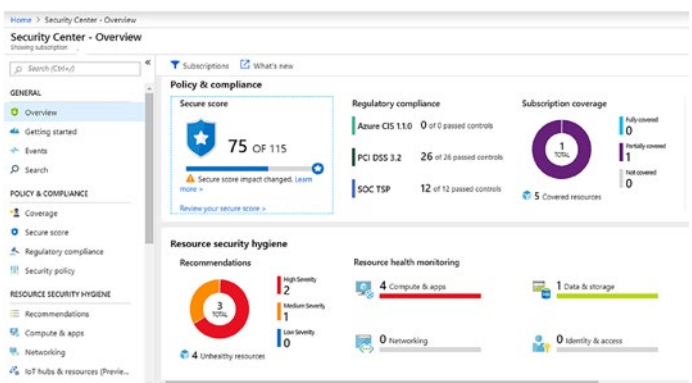 Home > Security Center - Overview
Security Center - Overview
Showing subscription
Search (Ctrl+/)
«
Subscriptions
What's new
GENERAL
Overview
Getting started
Events
Search
POLICY & COMPLIANCE
Coverage
Secure score
Regulatory compliance
Security policy
RESOURCE SECURITY HYGIENE
Recommendations
Compute & apps
Networking
IoT hubs & resources (Previe...
Policy & compliance
Secure score
75 OF 115
Secure score impact changed. Learn
more >
Review your secure score >
Regulatory compliance
Azure CIS 1.1.0 0 of 0 passed controls
PCI DSS 3.2 26 of 26 passed controls
SOC TSP 12 of 12 passed controls
Subscription coverage
1
TOTAL
Fully covered
0
Partially covered
1
Not covered
0
5 Covered resources
Resource security hygiene
Recommendations
3
TOTAL
High Severity
2
Medium Severity
1
Low Severity
0
4 Unhealthy resources
Resource health monitoring
4 Compute & apps
1 Data & storage
0 Networking
0 Identity & access